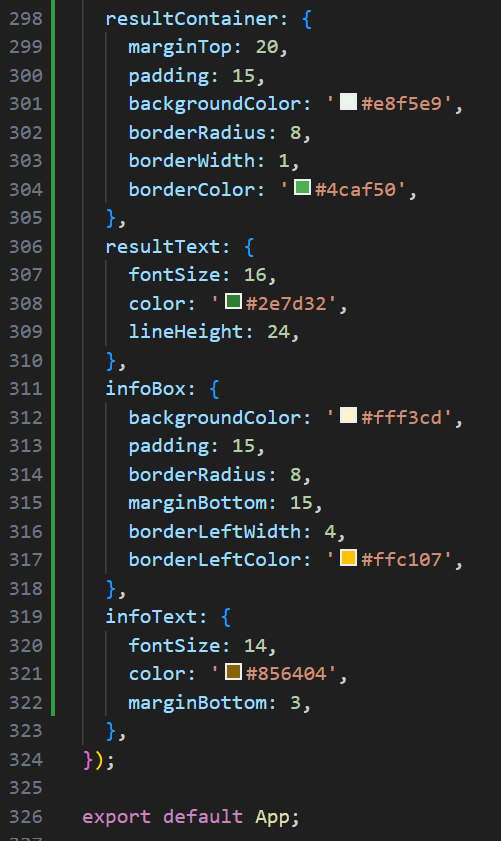 298 resultContainer: {
299 marginTop: 20,
300 padding: 15,
301 backgroundColor: '#e8f5e9',
302 borderRadius: 8,
303 borderWidth: 1,
304 borderColor: '#4caf50',
305 },
306 resultText: {
307 fontSize: 16,
308 color: '#2e7d32',
309 lineHeight: 24,
310 },
311 infoBox: {
312 backgroundColor: '#fff3cd',
313 padding: 15,
314 borderRadius: 8,
315 marginBottom: 15,
316 borderLeftWidth: 4,
317 borderLeftColor: '#ffc107',
318 },
319 infoText: {
320 fontSize: 14,
321 color: '#856404',
322 marginBottom: 3,
323 },
324 });
325
326 export default App;